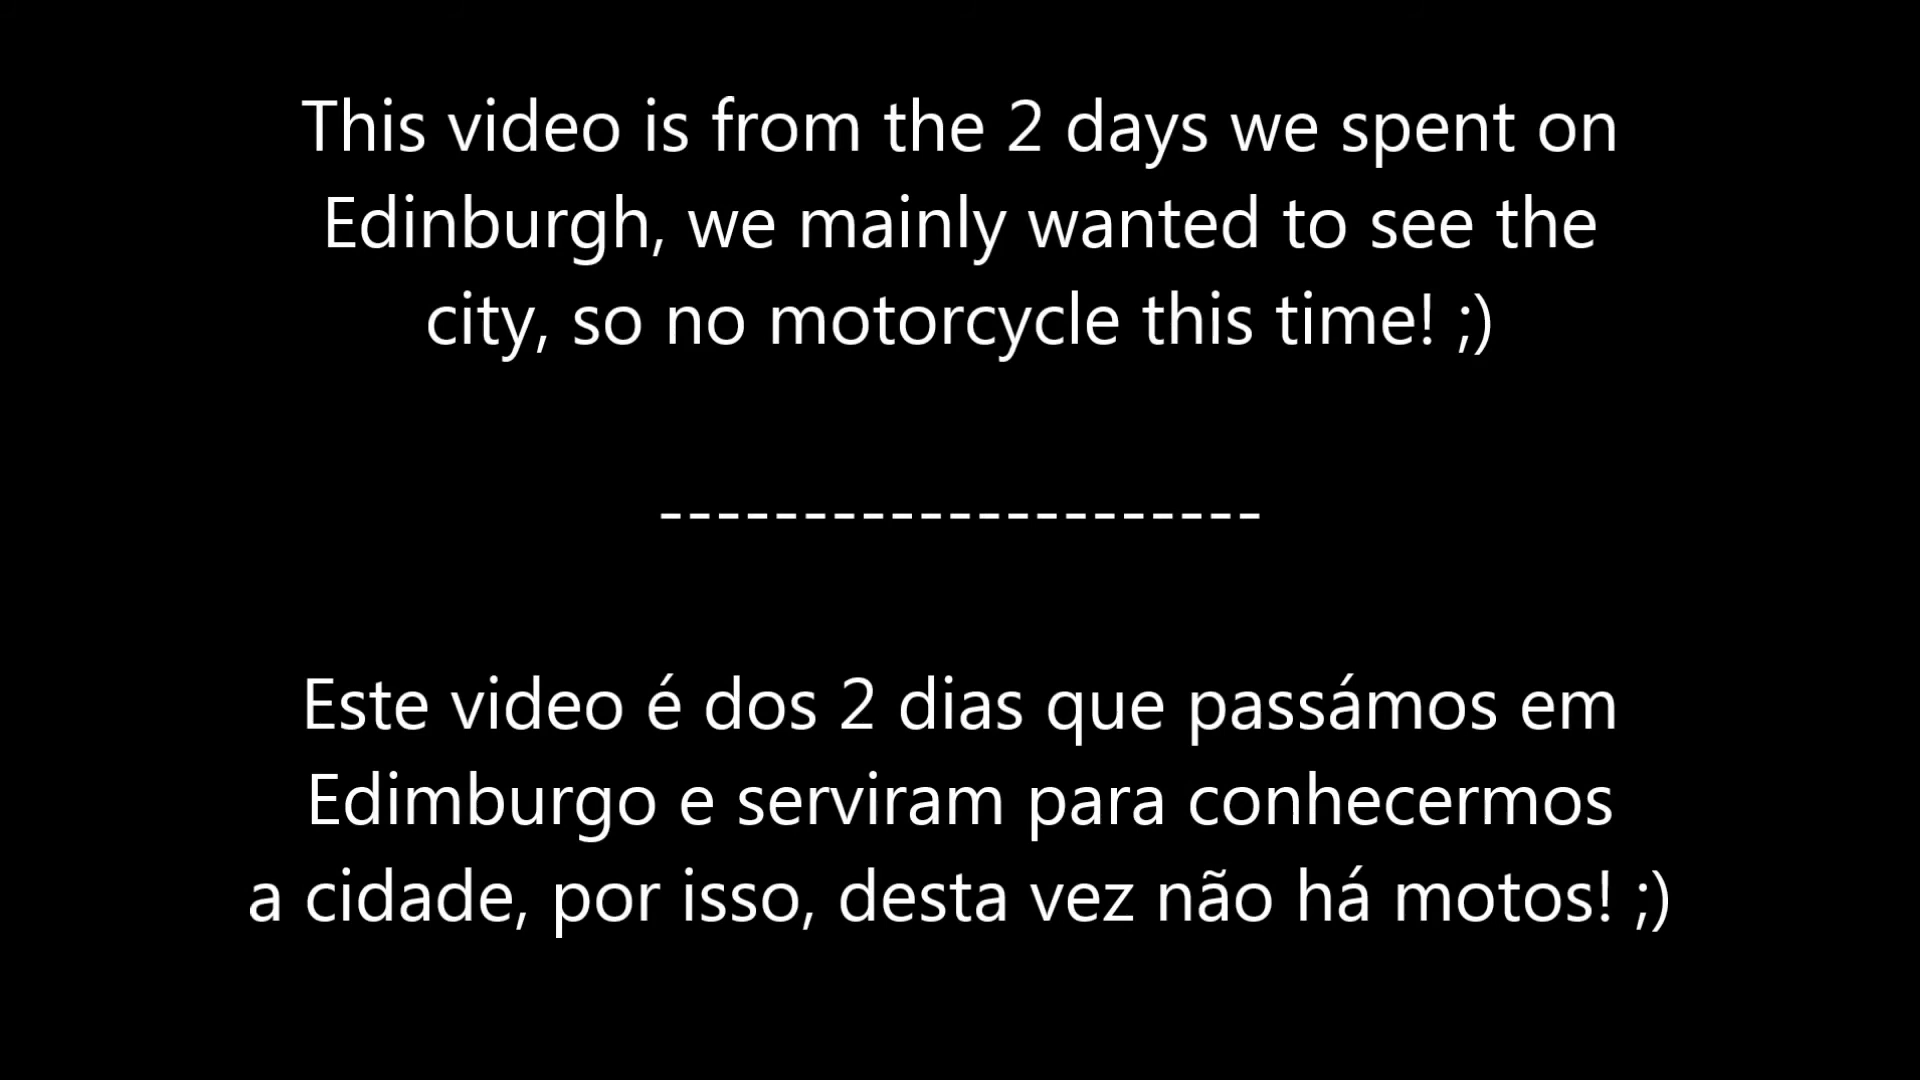 This video is from the 2 days we spent on
Edinburgh, we mainly wanted to see the
city, so no motorcycle this time! ;)
---------------------
Este video é dos 2 dias que passámos em
Edimburgo e serviram para conhecermos
a cidade, por isso, desta vez não há motos! ;)